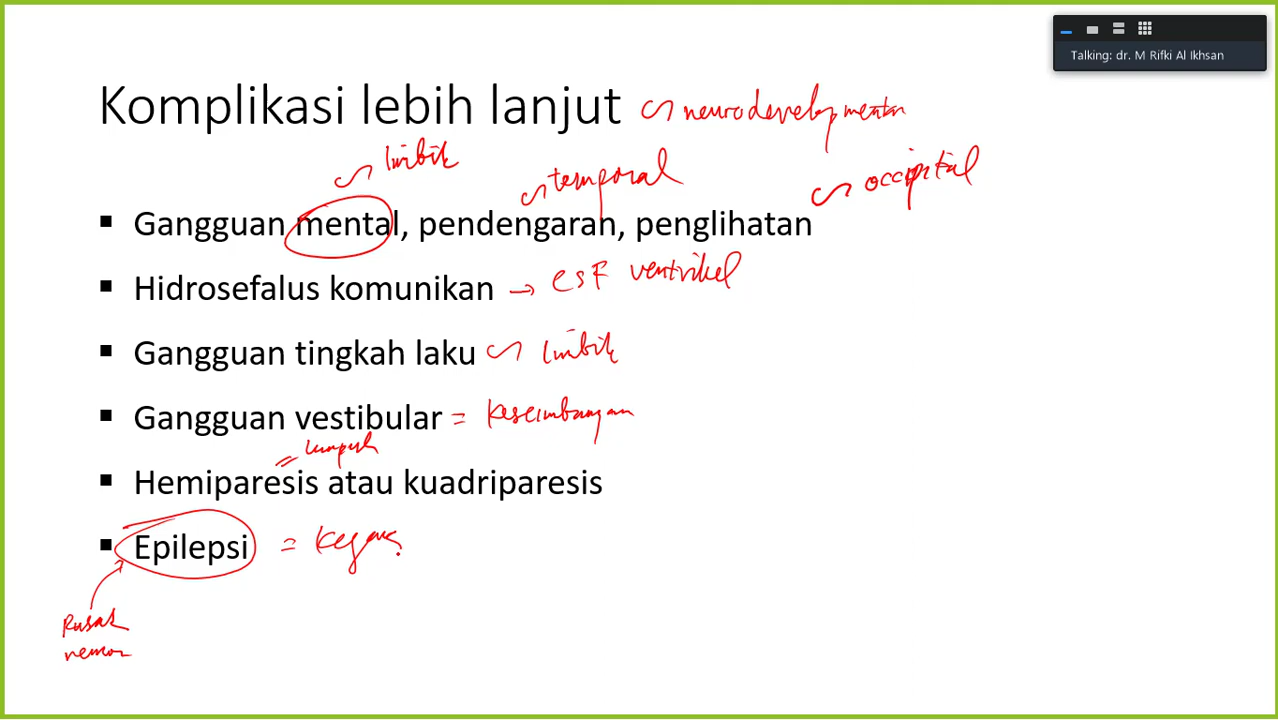 Talking: dr. M Rifki Al Ikhsan
Komplikasi lebih lanjut ~ neurodevelopmental
~ limbik
~ temporal
~ occipital
▪ Gangguan mental, pendengaran, penglihatan
▪ Hidrosefalus komunikan → CSF ventrikel
▪ Gangguan tingkah laku ~ limbik
▪ Gangguan vestibular = Keseimbangan
= lumpuh
▪ Hemiparesis atau kuadriparesis
▪ Epilepsi = Kejang
Rusak